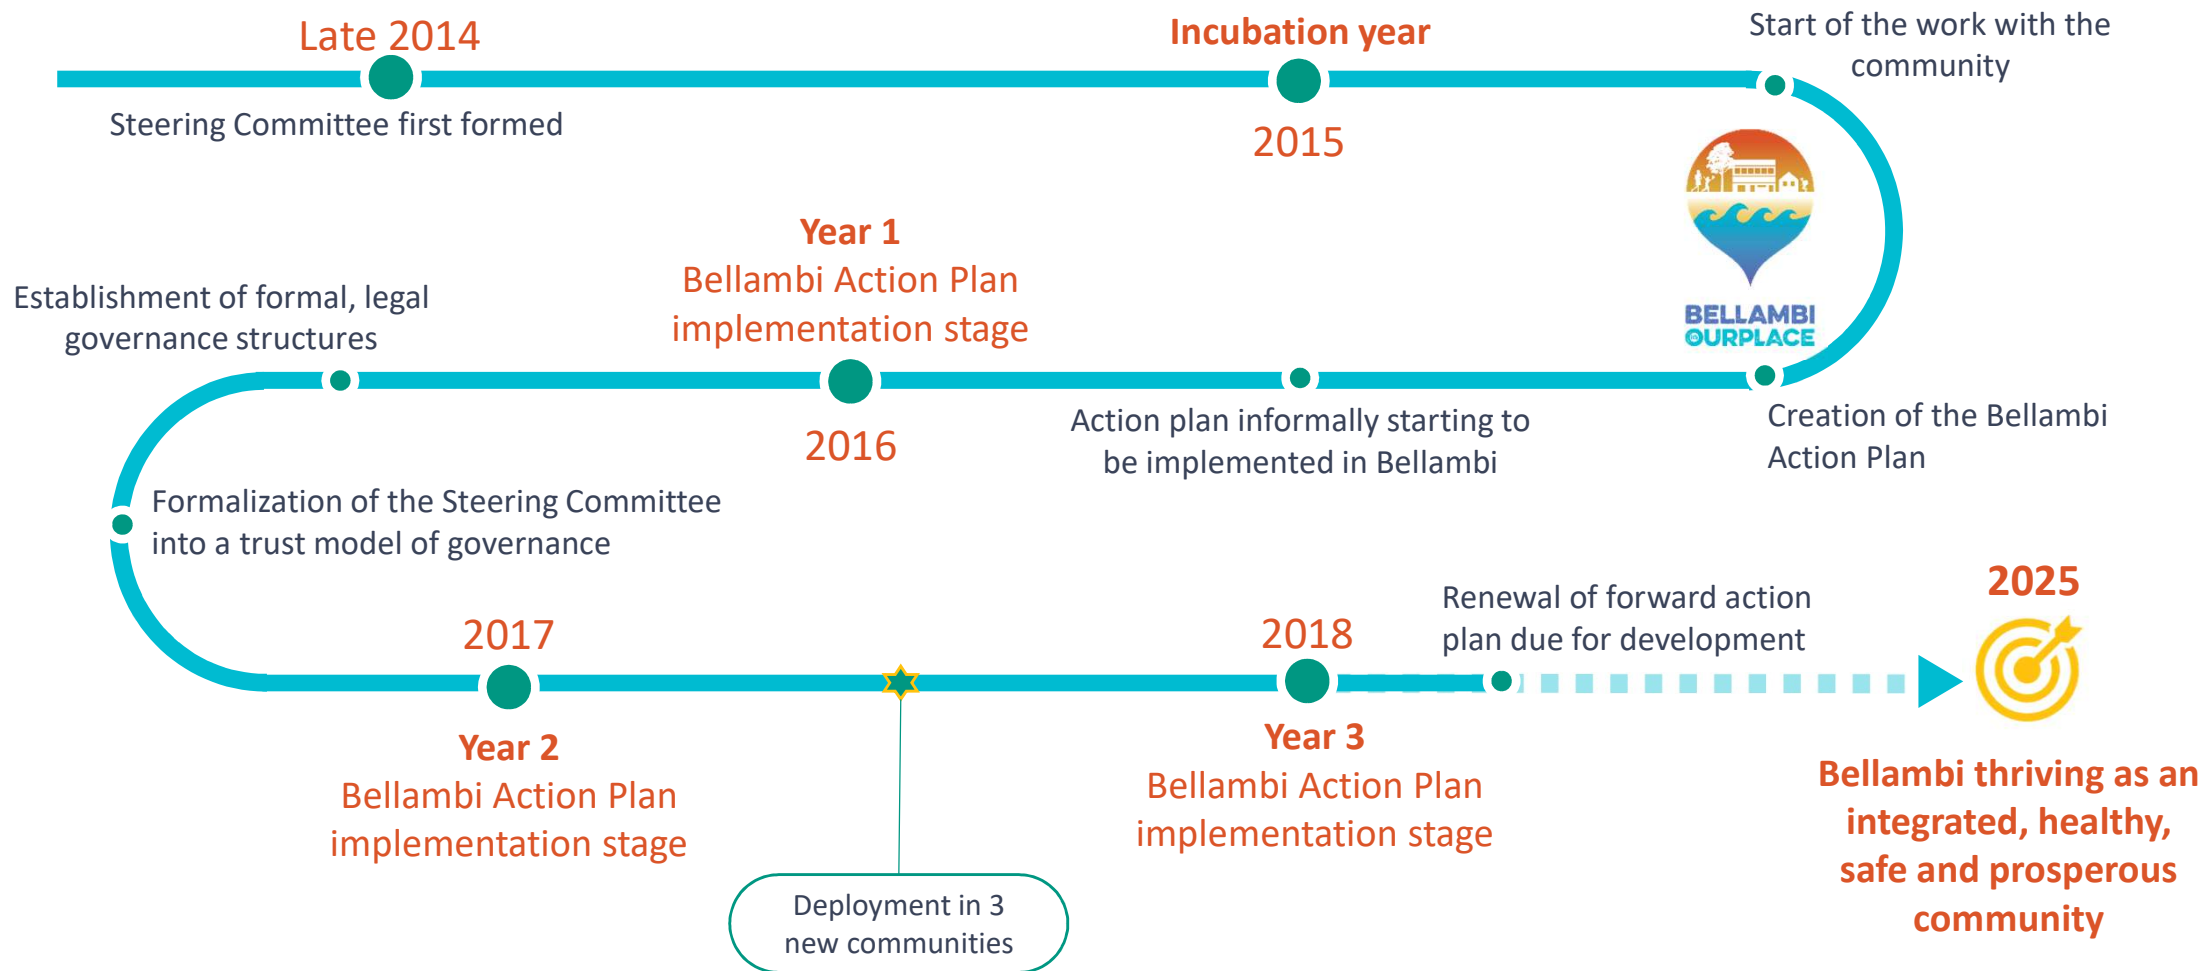 Late 2014
Steering Committee first formed
Incubation year
2015
Start of the work with the
community
BELLAMBI
OURPLACE
Creation of the Bellambi
Action Plan
Action plan informally starting to
be implemented in Bellambi
Year 1
Bellambi Action Plan
implementation stage
2016
Establishment of formal, legal
governance structures
Formalization of the Steering Committee
into a trust model of governance
2017
Year 2
Bellambi Action Plan
implementation stage
Deployment in 3
new communities
2018
Year 3
Bellambi Action Plan
implementation stage
Renewal of forward action
plan due for development
2025
Bellambi thriving as an
integrated, healthy,
safe and prosperous
community